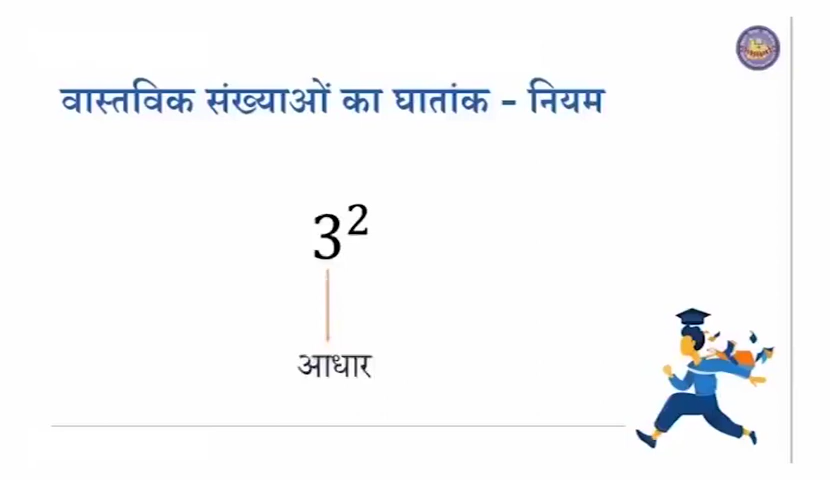 वास्तविक संख्याओं का घातांक - नियम
3²
आधार